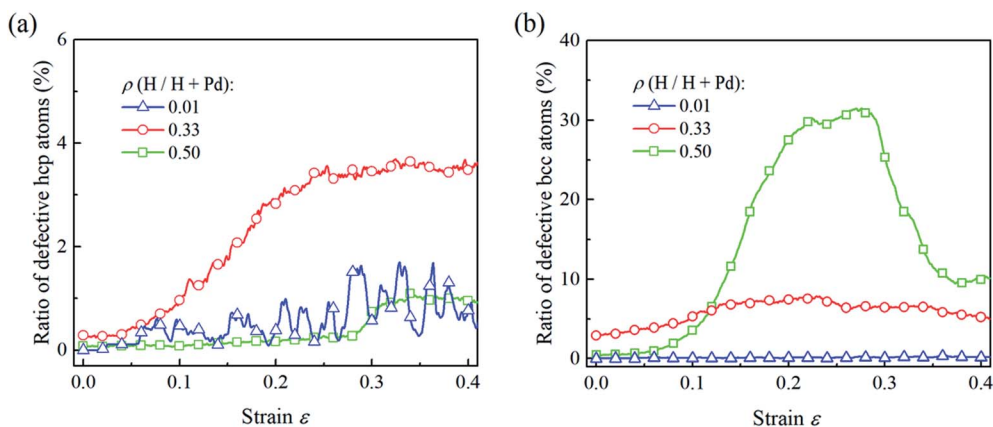 (a)
6
4
2
0
Ratio of defective hcp atoms (%)
ρ (H / H + Pd):
0.01
0.33
0.50
0.0 0.1 0.2 0.3 0.4
Strain ε
(b)
40
30
20
10
0
Ratio of defective bcc atoms (%)
ρ (H / H + Pd):
0.01
0.33
0.50
0.0 0.1 0.2 0.3 0.4
Strain ε